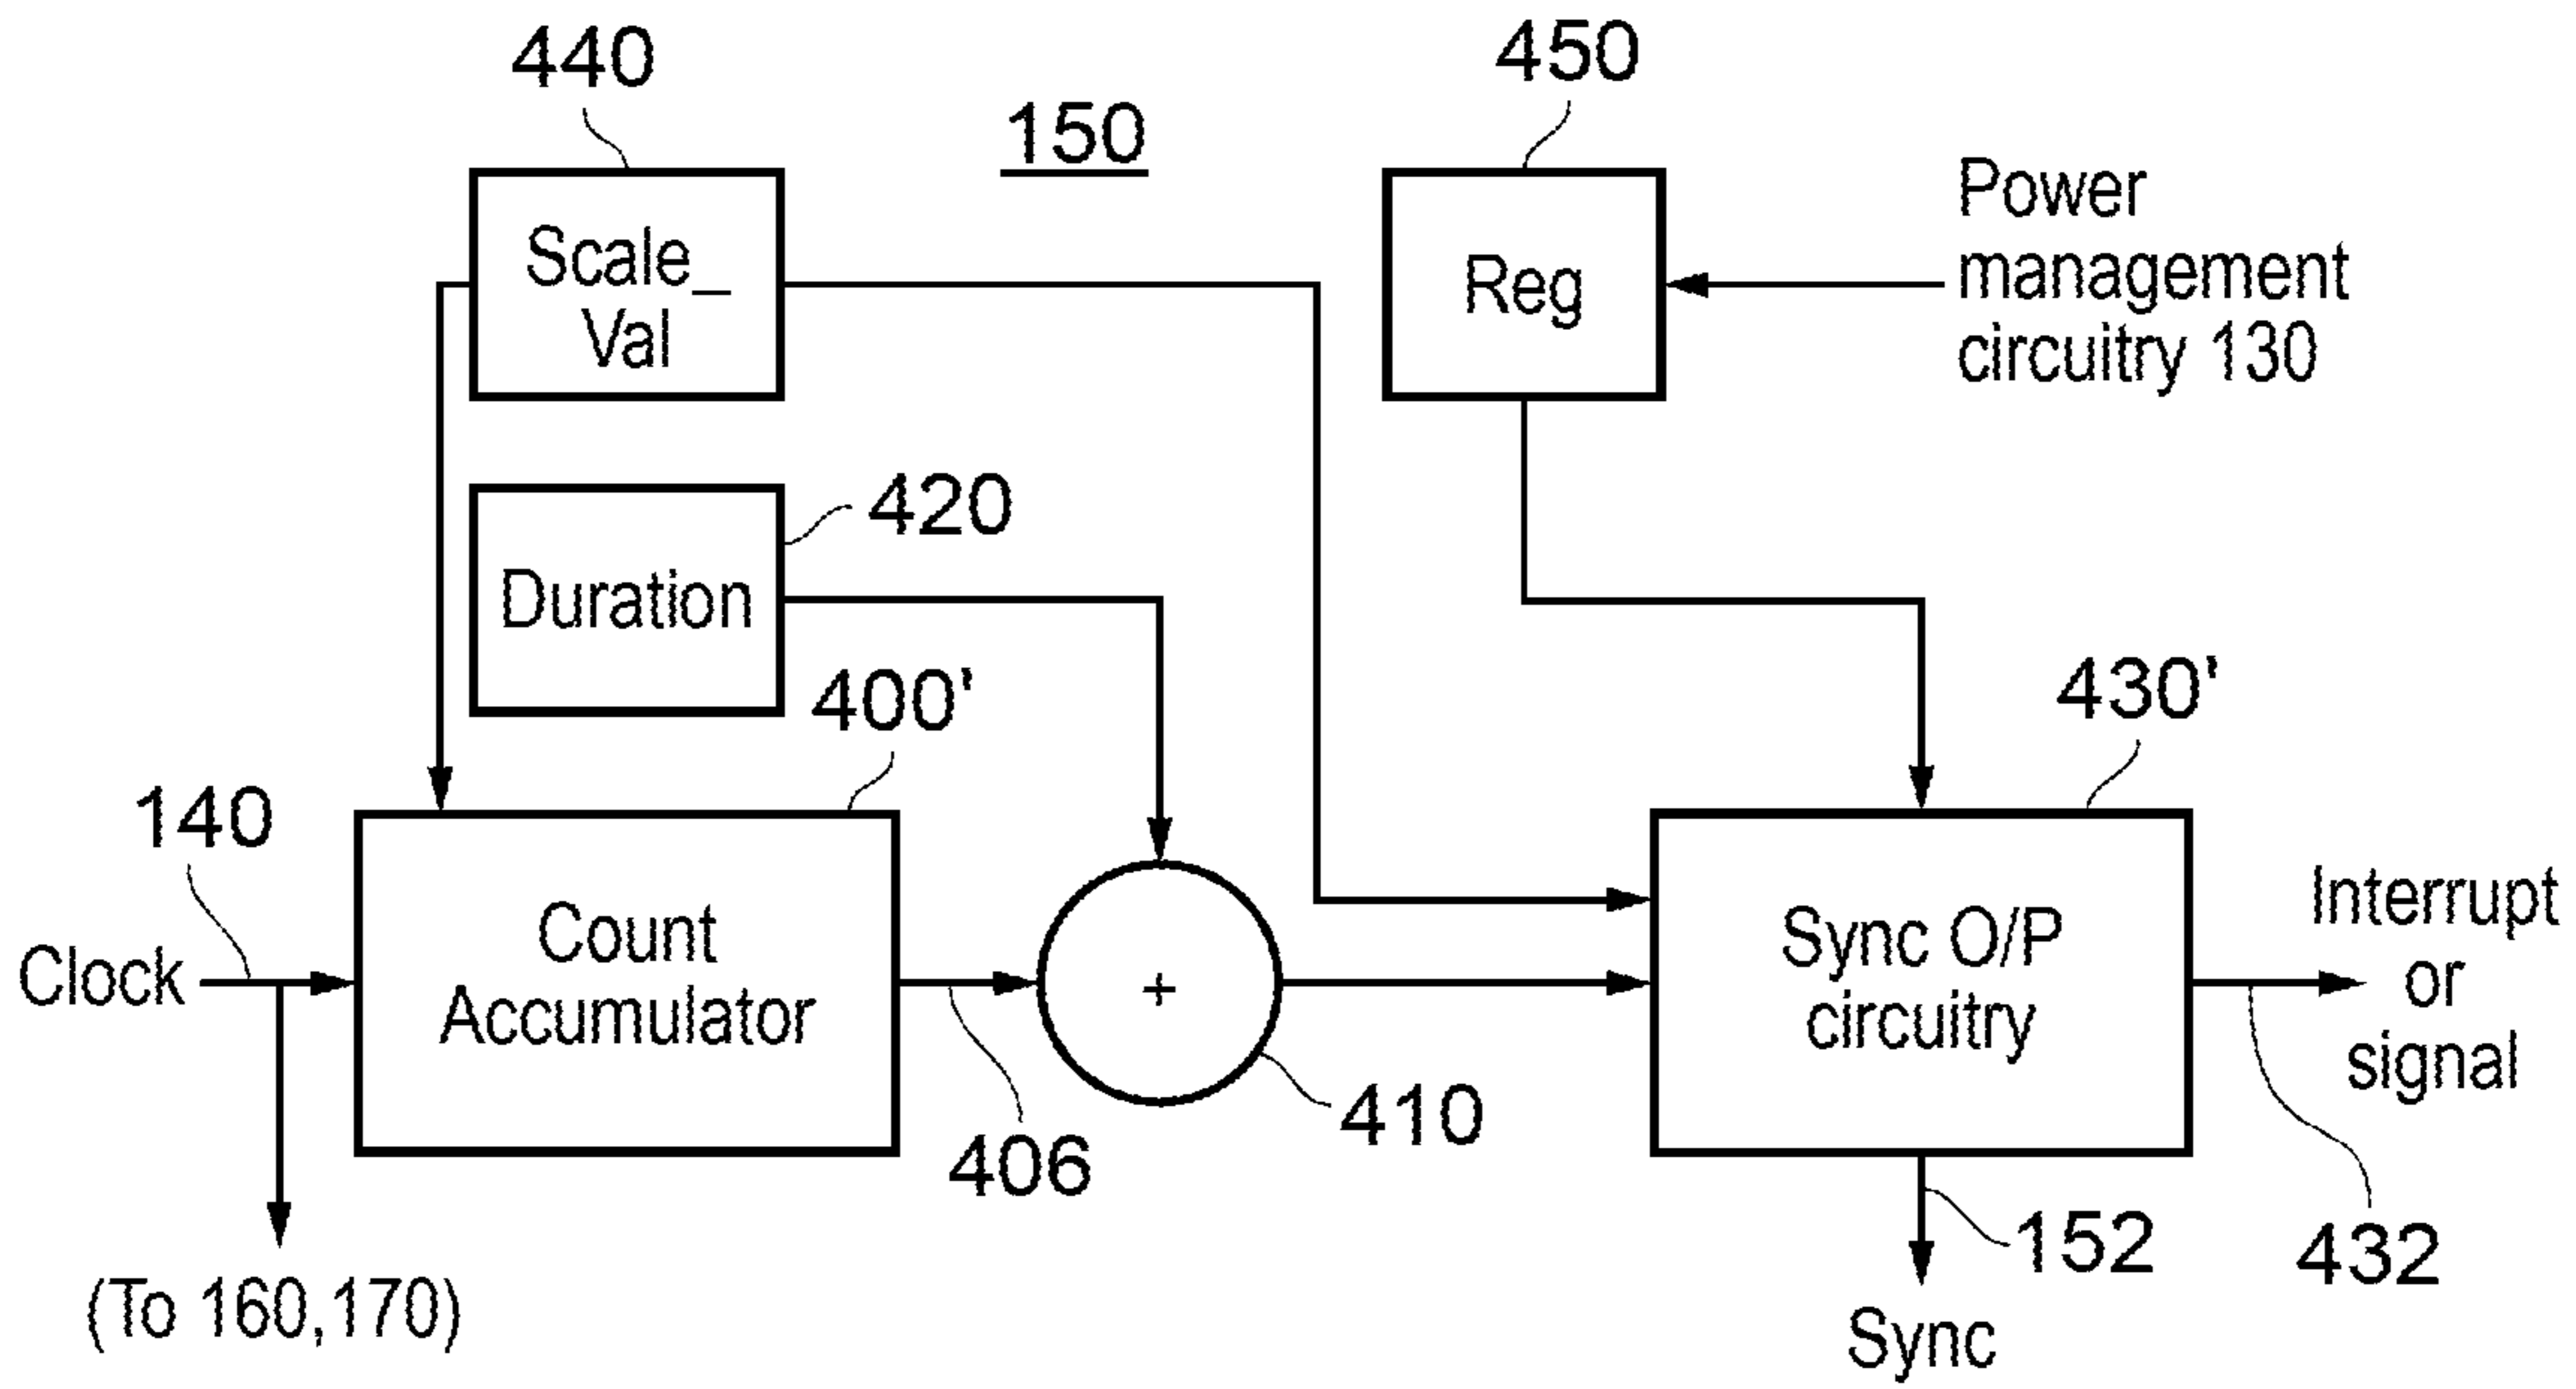 440
150
450
Scale_
Val
Reg
Power
management
circuitry 130
420
Duration
400'
430'
140
Clock
Count
Accumulator
+
406
410
Sync O/P
circuitry
Interrupt
or
signal
432
152
Sync
(To 160,170)